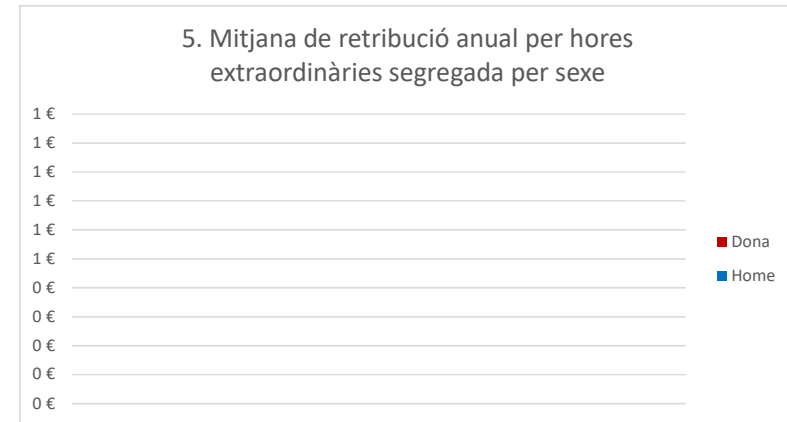 5. Mitjana de retribució anual per hores
extraordinàries segregada per sexe
1 €
1 €
1 €
1 €
1 €
1 €
0 €
0 €
0 €
0 €
0 €
Dona
Home